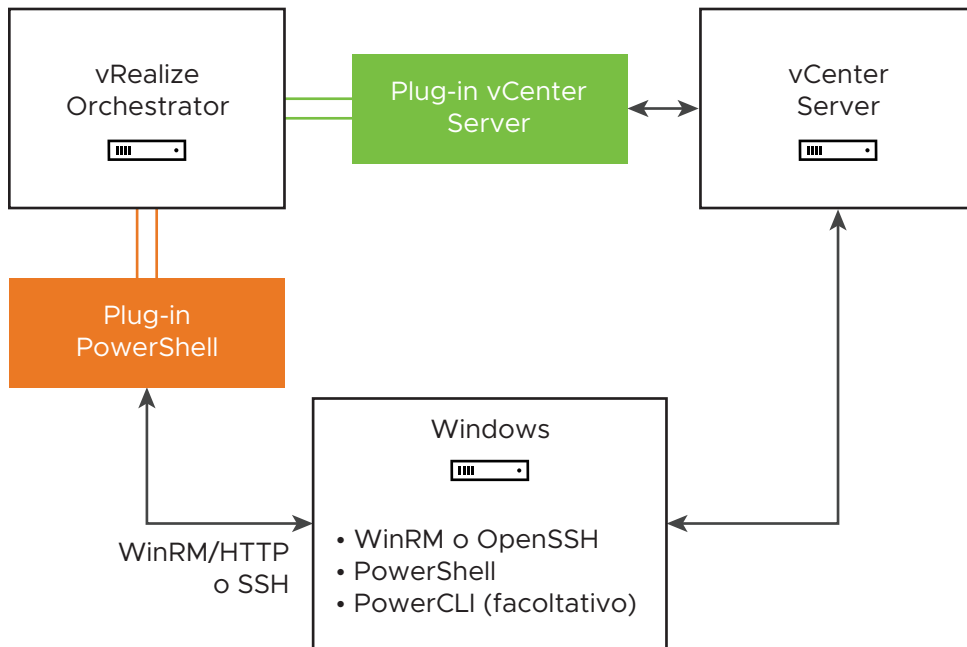 vRealize
Orchestrator
Plug-in vCenter
Server
vCenter
Server
Plug-in
PowerShell
Windows
WinRM/HTTP
o SSH
• WinRM o OpenSSH
• PowerShell
• PowerCLI (facoltativo)